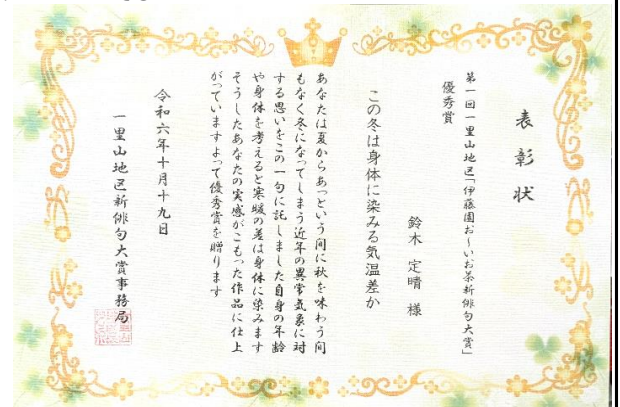 表彰状
第一回一里山地区「伊藤園お～いお茶新俳句大賞」
優秀賞
鈴木 定晴 様
この冬は身体に染みる気温差か
あなたは夏からあっという間に秋を味わう間
もなく冬になってしまう近年の異常気象に対
する思いをこの一句に託しました自身の年齢
や身体を考えると寒暖の差は身体に染みます
そうしたあなたの実感がこもった作品に仕上
がっていますよって優秀賞を贈ります
令和六年十月十九日
一里山地区新俳句大賞事務局